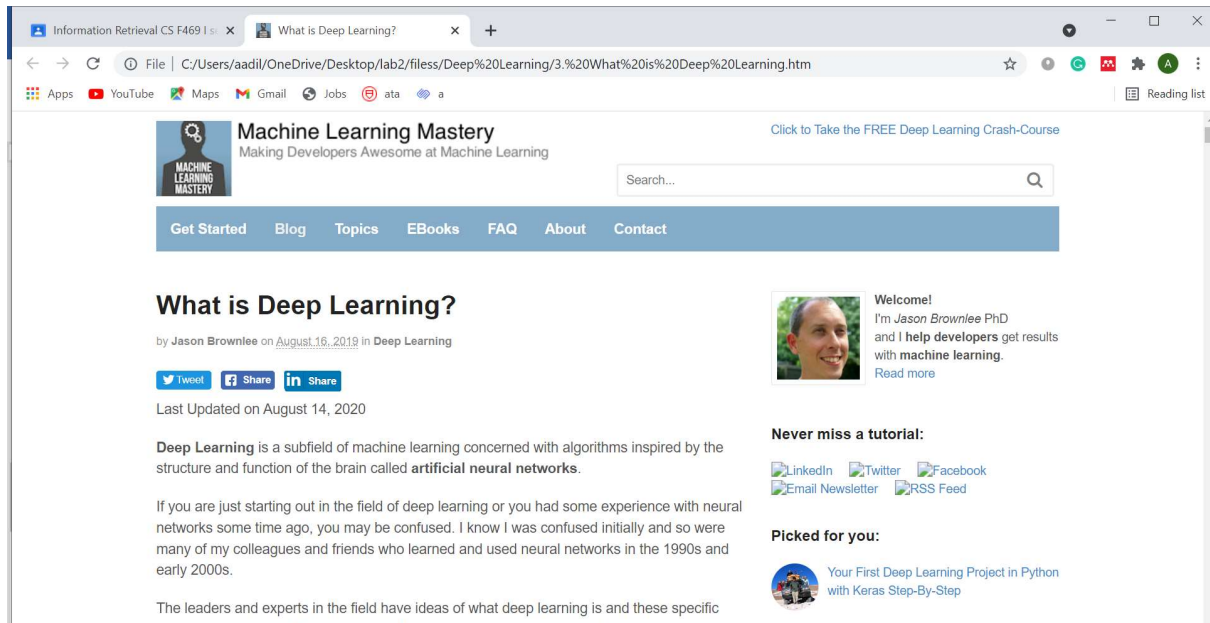 Information Retrieval CS F469 I s
What is Deep Learning?
File | C:/Users/aadil/OneDrive/Desktop/lab2/filess/Deep%20Learning/3.%20What%20is%20Deep%20Learning.htm
Apps YouTube Maps Gmail Jobs ata a Reading list
Machine Learning Mastery
Making Developers Awesome at Machine Learning
MACHINE
LEARNING
MASTERY
Click to Take the FREE Deep Learning Crash-Course
Search...
Get Started Blog Topics EBooks FAQ About Contact
What is Deep Learning?
by Jason Brownlee on August 16, 2019 in Deep Learning
Tweet Share in Share
Last Updated on August 14, 2020
Deep Learning is a subfield of machine learning concerned with algorithms inspired by the
structure and function of the brain called artificial neural networks.
If you are just starting out in the field of deep learning or you had some experience with neural
networks some time ago, you may be confused. I know I was confused initially and so were
many of my colleagues and friends who learned and used neural networks in the 1990s and
early 2000s.
The leaders and experts in the field have ideas of what deep learning is and these specific
Welcome!
I'm Jason Brownlee PhD
and I help developers get results
with machine learning.
Read more
Never miss a tutorial:
LinkedIn Twitter Facebook
Email Newsletter RSS Feed
Picked for you:
Your First Deep Learning Project in Python
with Keras Step-By-Step